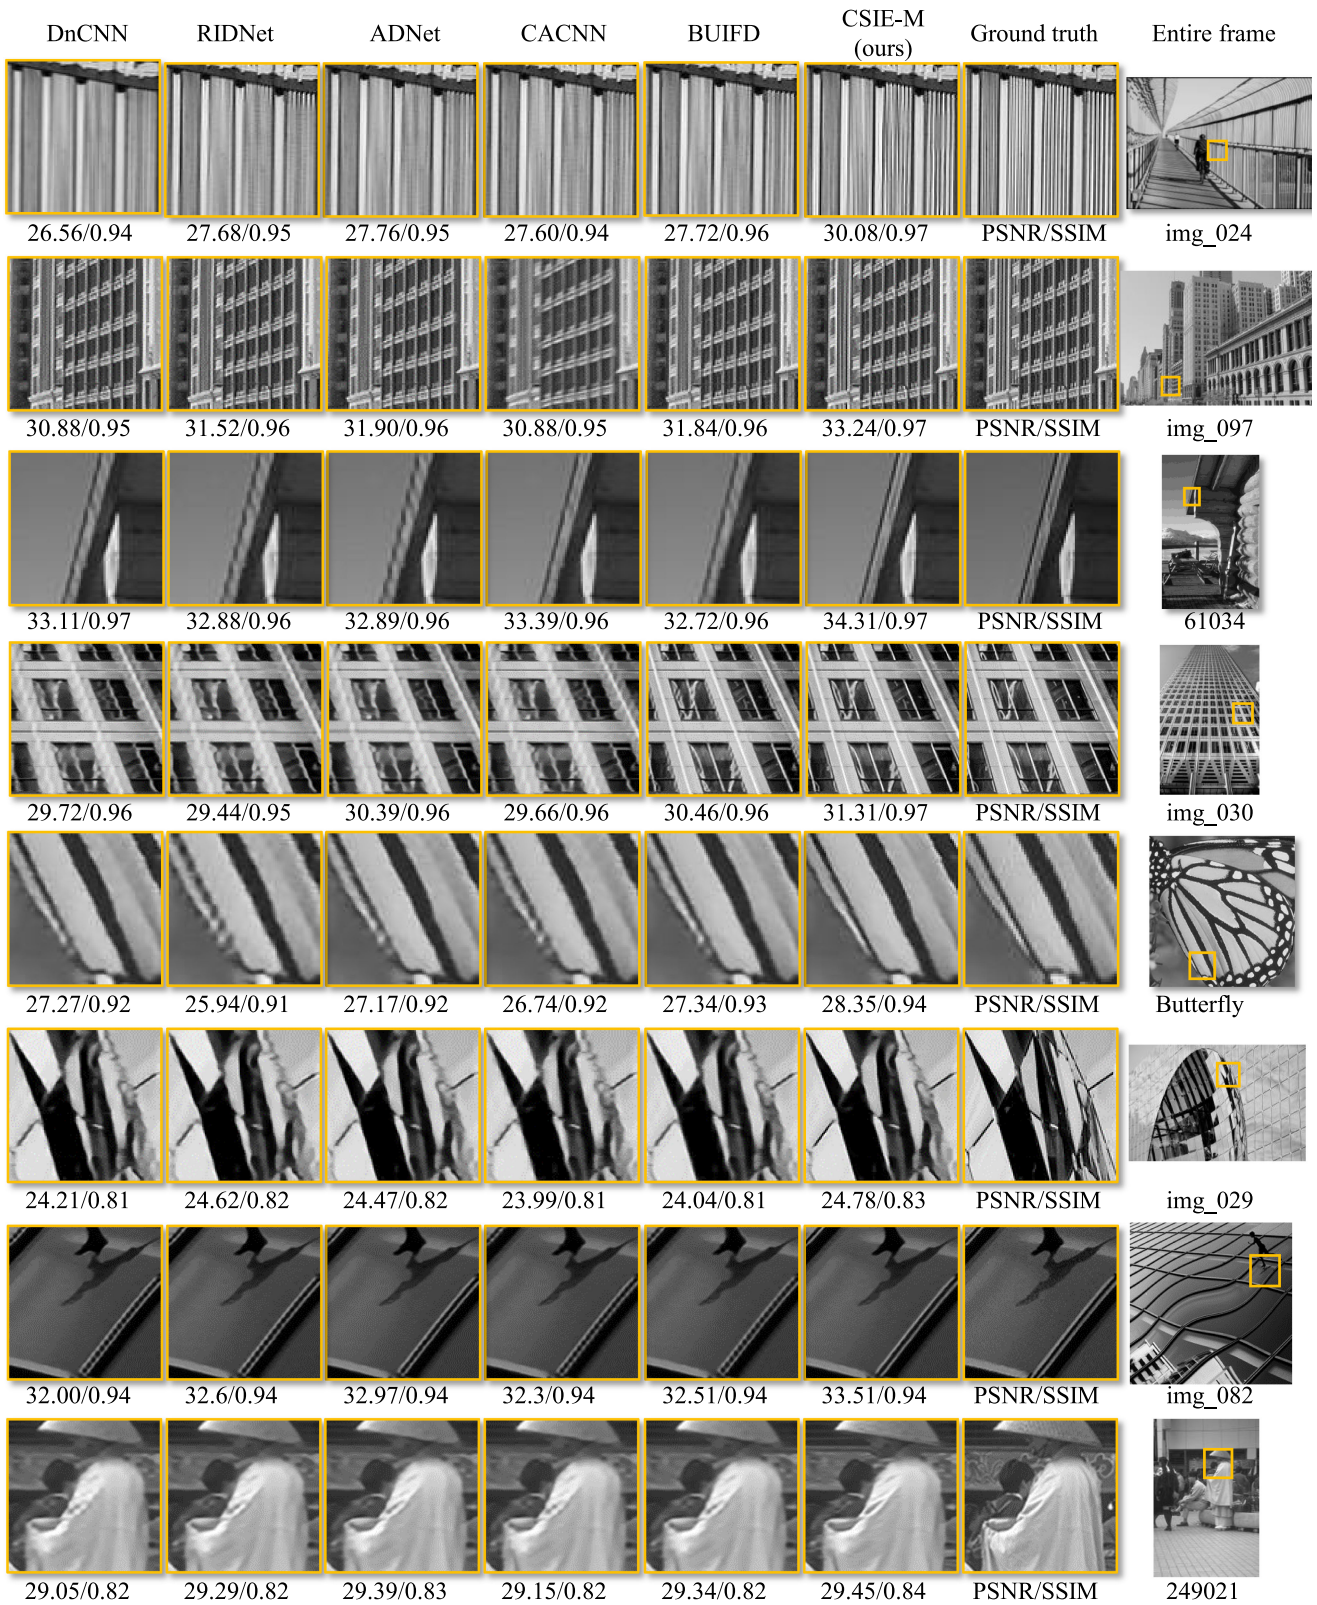 DnCNN RIDNet ADNet CACNN BUIFD CSIE-M (ours) Ground truth Entire frame
26.56/0.94 27.68/0.95 27.76/0.95 27.60/0.94 27.72/0.96 30.08/0.97 PSNR/SSIM img_024
30.88/0.95 31.52/0.96 31.90/0.96 30.88/0.95 31.84/0.96 33.24/0.97 PSNR/SSIM img_097
33.11/0.97 32.88/0.96 32.89/0.96 33.39/0.96 32.72/0.96 34.31/0.97 PSNR/SSIM 61034
29.72/0.96 29.44/0.95 30.39/0.96 29.66/0.96 30.46/0.96 31.31/0.97 PSNR/SSIM img_030
27.27/0.92 25.94/0.91 27.17/0.92 26.74/0.92 27.34/0.93 28.35/0.94 PSNR/SSIM Butterfly
24.21/0.81 24.62/0.82 24.47/0.82 23.99/0.81 24.04/0.81 24.78/0.83 PSNR/SSIM img_029
32.00/0.94 32.6/0.94 32.97/0.94 32.3/0.94 32.51/0.94 33.51/0.94 PSNR/SSIM img_082
29.05/0.82 29.29/0.82 29.39/0.83 29.15/0.82 29.34/0.82 29.45/0.84 PSNR/SSIM 249021